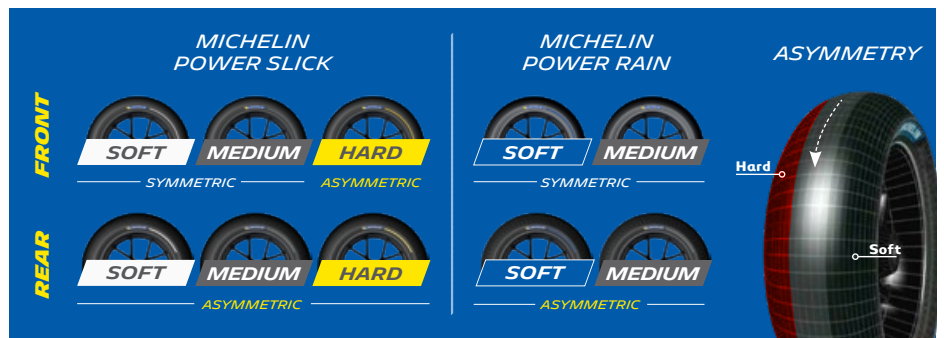 MICHELIN
POWER SLICK
MICHELIN
POWER RAIN
ASYMMETRY
FRONT
SOFT
MEDIUM
HARD
SOFT
MEDIUM
SYMMETRIC
ASYMMETRIC
SYMMETRIC
Hard
REAR
SOFT
MEDIUM
HARD
SOFT
MEDIUM
Soft
ASYMMETRIC
ASYMMETRIC